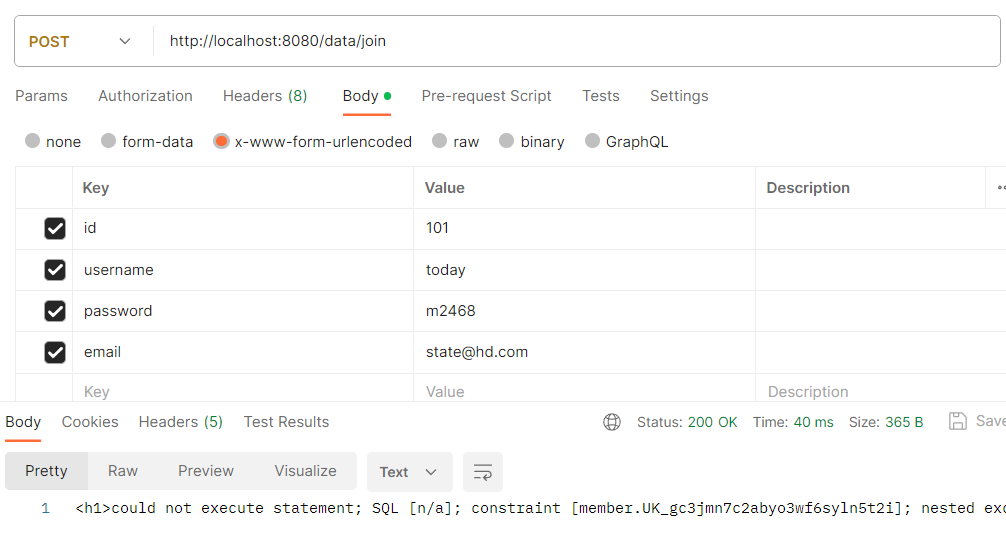 POST http://localhost:8080/data/join
Params Authorization Headers (8) Body Pre-request Script Tests Settings
none form-data x-www-form-urlencoded raw binary GraphQL
Key Value Description
id 101
username today
password m2468
email state@hd.com
Key Value Description
Body Cookies Headers (5) Test Results Status: 200 OK Time: 40 ms Size: 365 B Save
Pretty Raw Preview Visualize Text
1 <h1>could not execute statement; SQL [n/a]; constraint [member.UK_gc3jmn7c2abyo3wf6syln5t2i]; nested exc